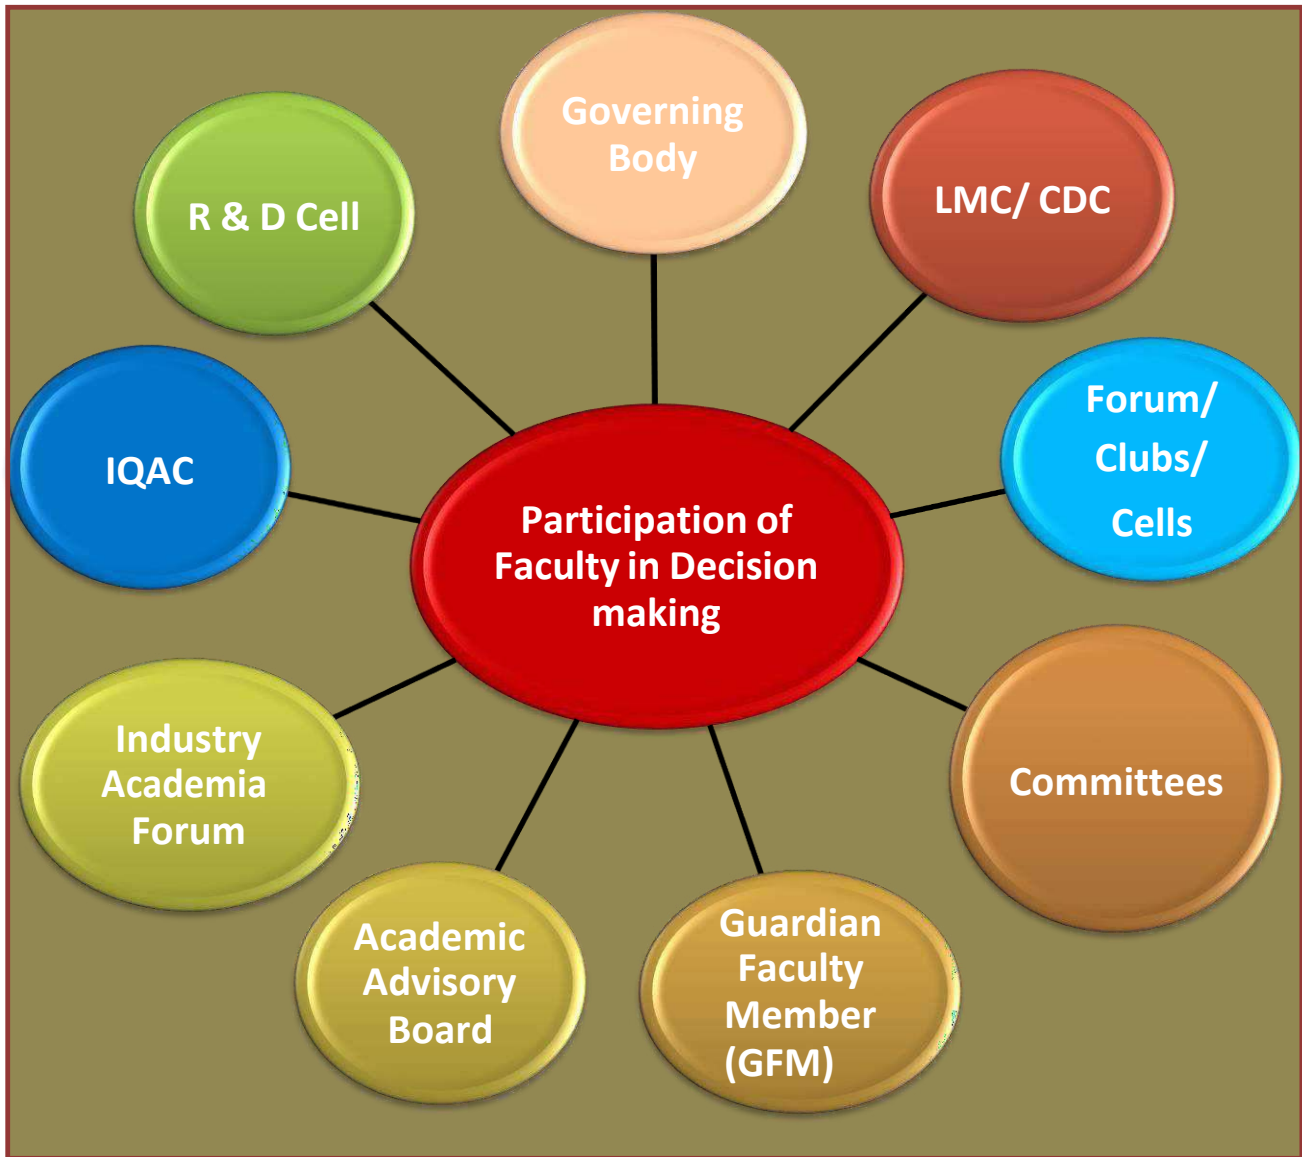 Governing
Body
LMC/ CDC
R & D Cell
Forum/
Clubs/
Cells
IQAC
Participation of
Faculty in Decision
making
Industry
Academia
Forum
Committees
Academic
Advisory
Board
Guardian
Faculty
Member
(GFM)